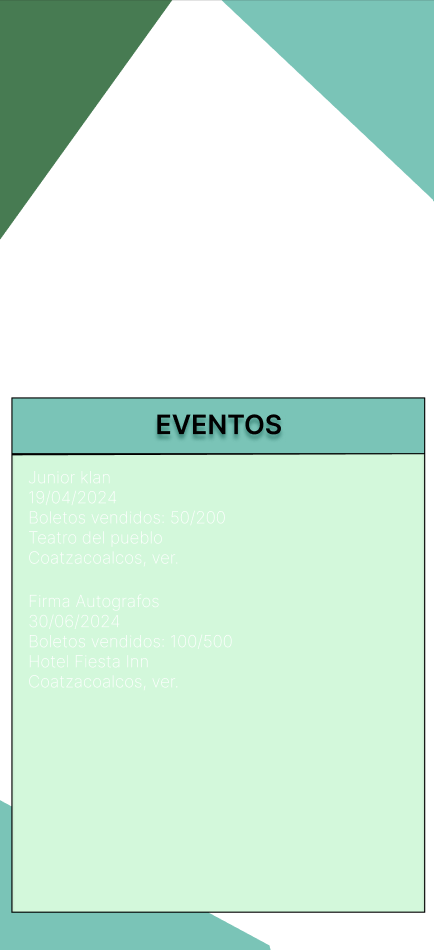 EVENTOS
Junior klan
19/04/2024
Boletos vendidos: 50/200
Teatro del pueblo
Coatzacoalcos, ver.
Firma Autografos
30/06/2024
Boletos vendidos: 100/500
Hotel Fiesta Inn
Coatzacoalcos, ver.